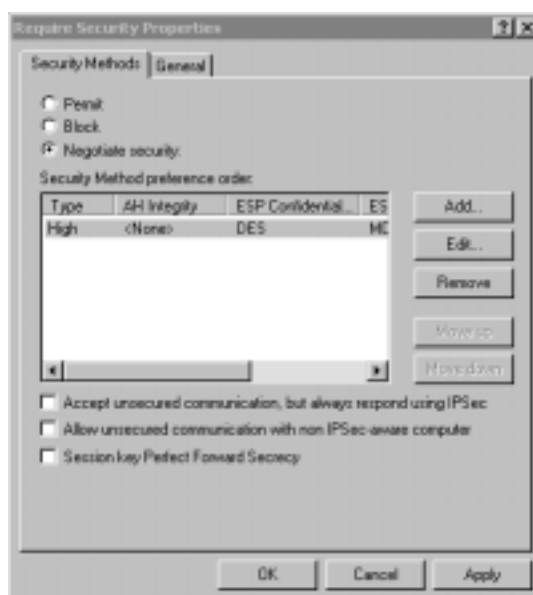 Require Security Properties
Security Methods
General
Permit
Block
Negotiate security:
Security Method preference order:
Type AH Integrity ESP Confidential... ES
High <None> DES MD
Add...
Edit...
Remove
Move up
Move down
Accept unsecured communication, but always respond using IPSec
Allow unsecured communication with non IPSec-aware computer
Session key Perfect Forward Secrecy
OK
Cancel
Apply